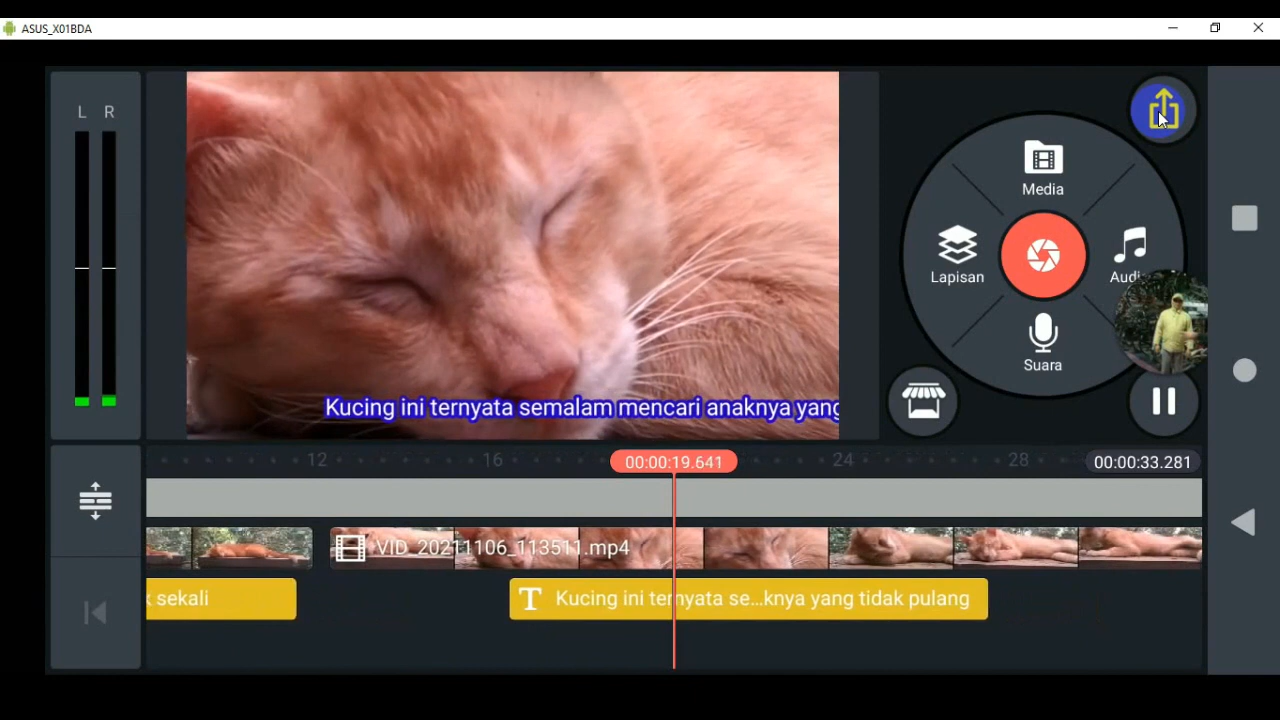 ASUS_X01BDA
L R
Media
Lapisan
Audio
Suara
Kucing ini ternyata semalam mencari anaknya yang
12 16 00:00:19.641 24 28 00:00:33.281
VID_20211106_113511.mp4
k sekali
T Kucing ini ternyata se...knya yang tidak pulang